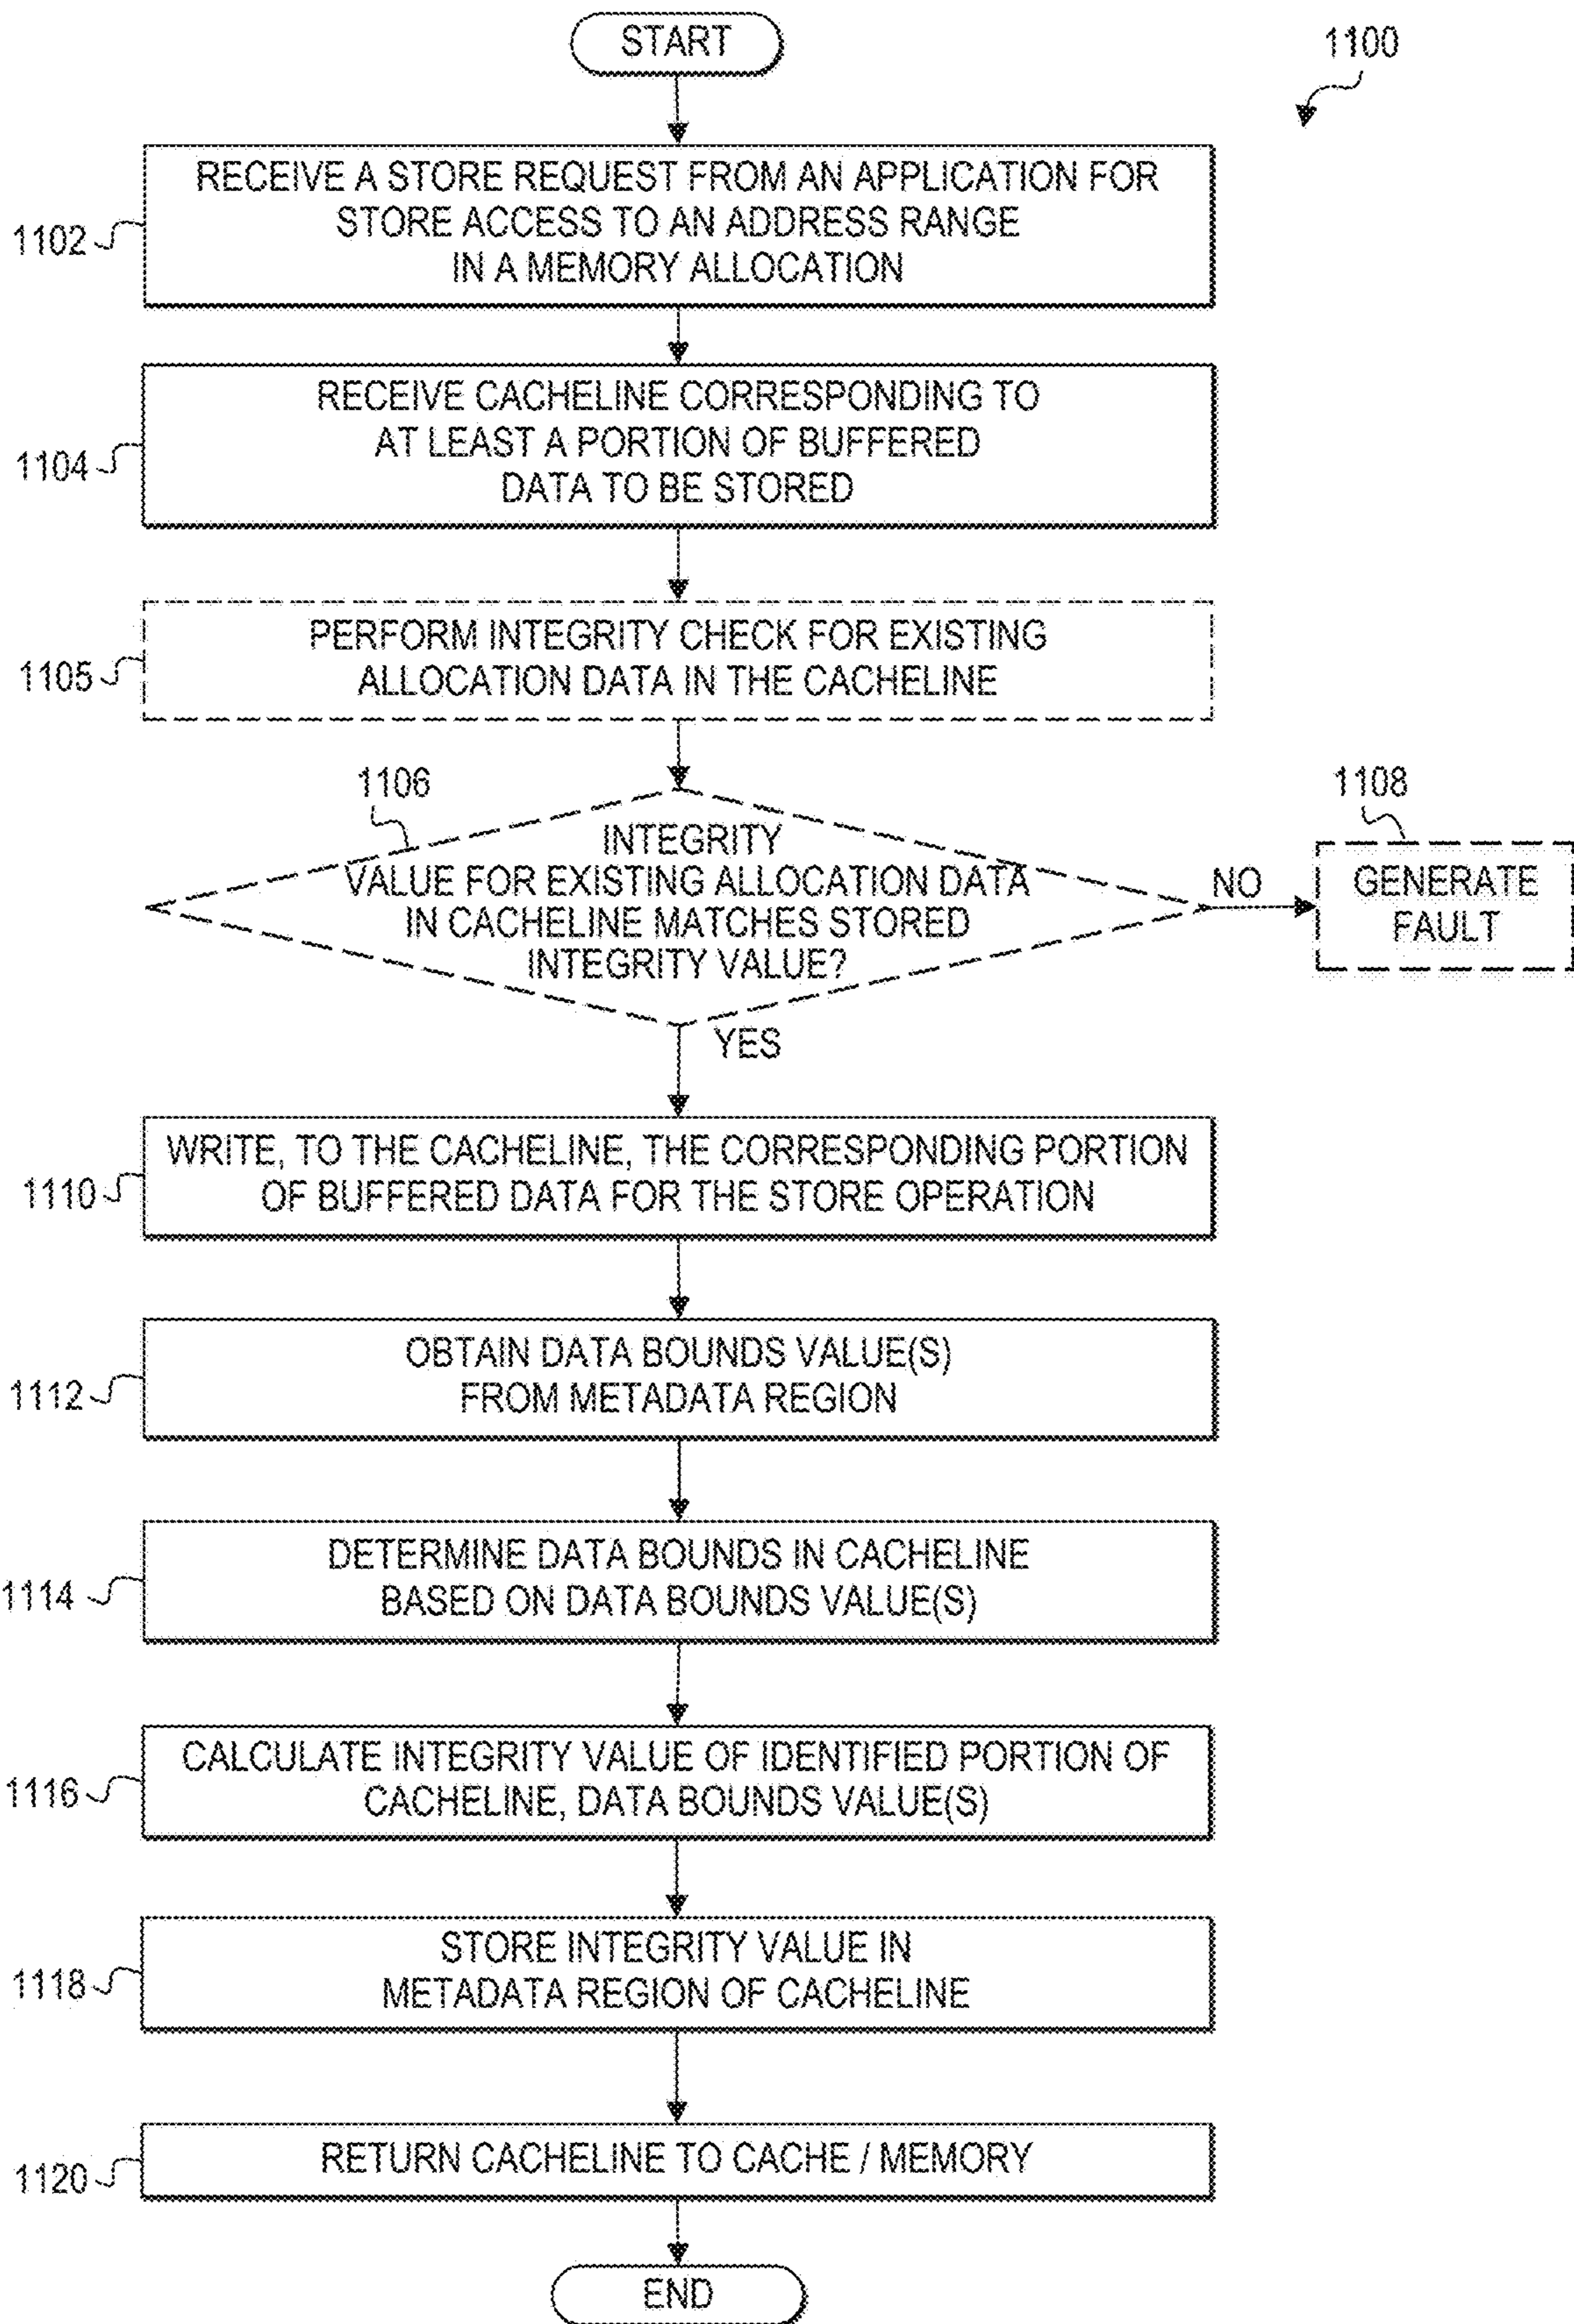 START
1100
RECEIVE A STORE REQUEST FROM AN APPLICATION FOR
STORE ACCESS TO AN ADDRESS RANGE
IN A MEMORY ALLOCATION
1102
RECEIVE CACHELINE CORRESPONDING TO
AT LEAST A PORTION OF BUFFERED
DATA TO BE STORED
1104
PERFORM INTEGRITY CHECK FOR EXISTING
ALLOCATION DATA IN THE CACHELINE
1105
1106
INTEGRITY
VALUE FOR EXISTING ALLOCATION DATA
IN CACHELINE MATCHES STORED
INTEGRITY VALUE?
NO
1108
GENERATE
FAULT
YES
WRITE, TO THE CACHELINE, THE CORRESPONDING PORTION
OF BUFFERED DATA FOR THE STORE OPERATION
1110
OBTAIN DATA BOUNDS VALUE(S)
FROM METADATA REGION
1112
DETERMINE DATA BOUNDS IN CACHELINE
BASED ON DATA BOUNDS VALUE(S)
1114
CALCULATE INTEGRITY VALUE OF IDENTIFIED PORTION OF
CACHELINE, DATA BOUNDS VALUE(S)
1116
STORE INTEGRITY VALUE IN
METADATA REGION OF CACHELINE
1118
RETURN CACHELINE TO CACHE / MEMORY
1120
END